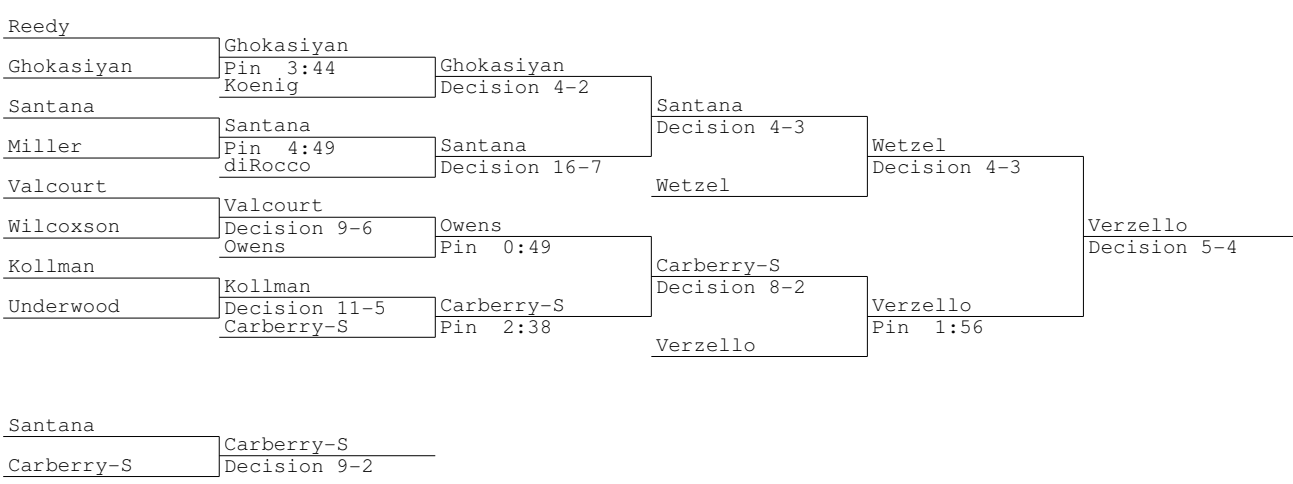 Reedy
Ghokasiyan
Santana
Miller
Valcourt
Wilcoxson
Kollman
Underwood
Ghokasiyan
Pin 3:44
Koenig
Santana
Pin 4:49
diRocco
Valcourt
Decision 9-6
Owens
Kollman
Decision 11-5
Carberry-S
Ghokasiyan
Decision 4-2
Santana
Decision 16-7
Owens
Pin 0:49
Carberry-S
Pin 2:38
Santana
Decision 4-3
Wetzel
Carberry-S
Decision 8-2
Verzello
Wetzel
Decision 4-3
Verzello
Pin 1:56
Verzello
Decision 5-4
Santana
Carberry-S
Carberry-S
Decision 9-2